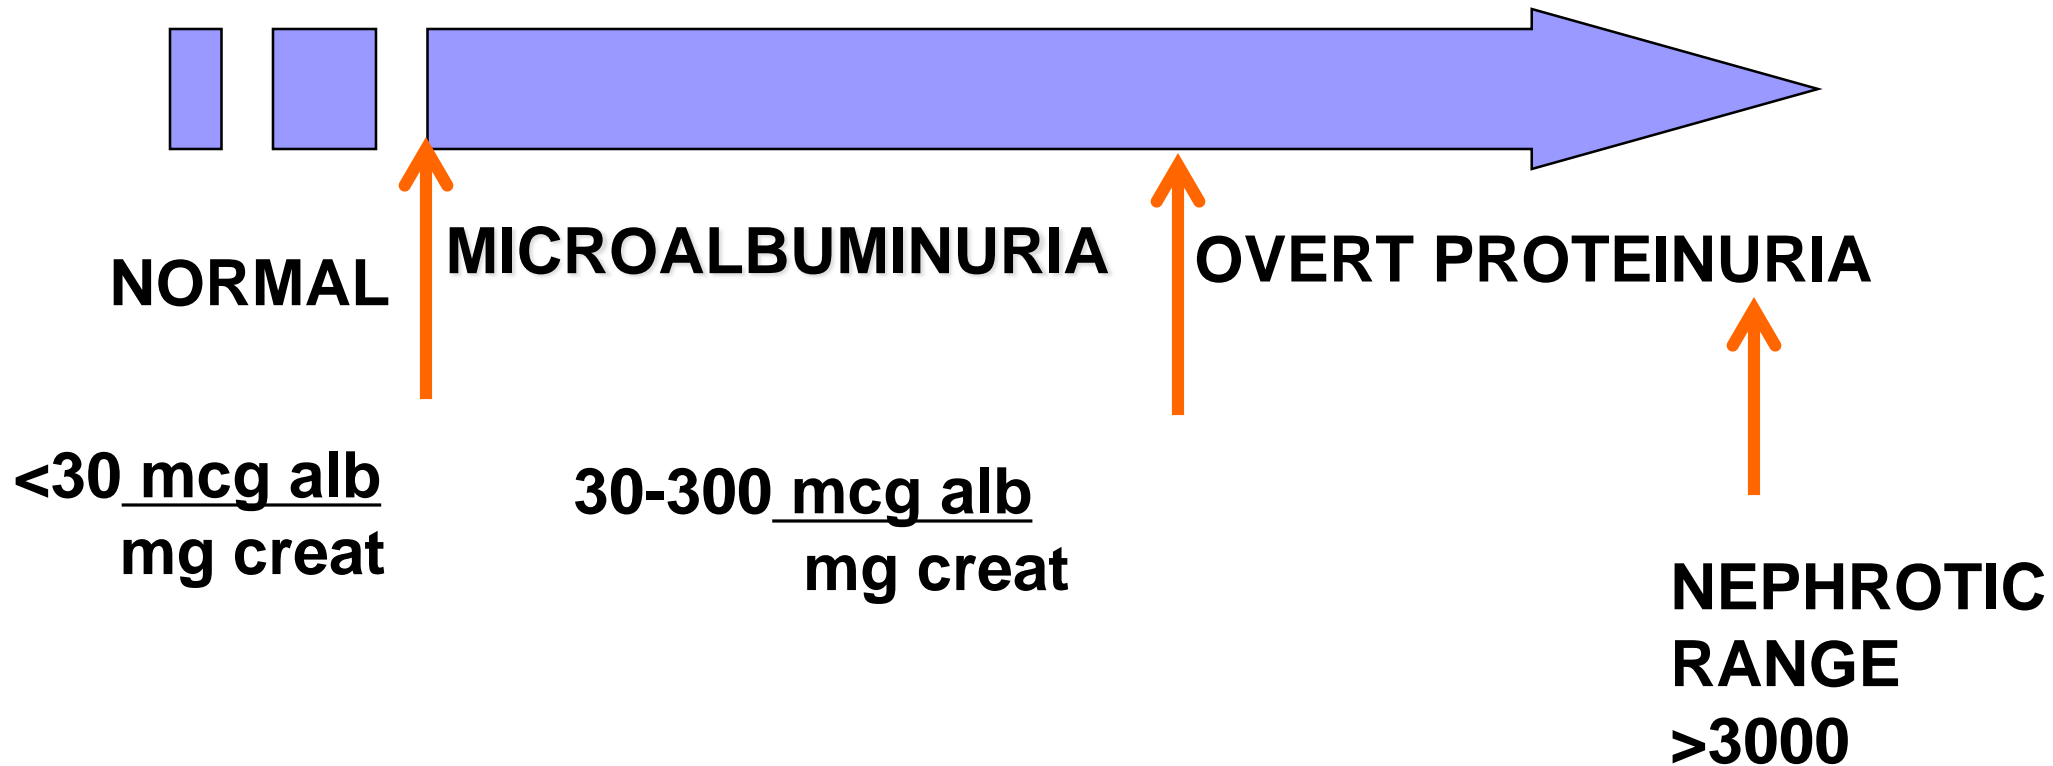 NORMAL
MICROALBUMINURIA
OVERT PROTEINURIA
<30 mcg alb
mg creat
30-300 mcg alb
mg creat
NEPHROTIC
RANGE
>3000